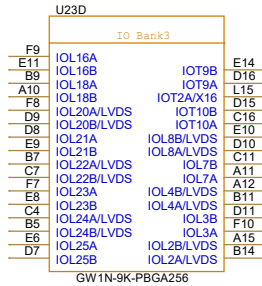 U23D
IO Bank3
F9 IOL16A
E11 IOL16B IOT9B E14
B9 IOL18A IOT9A D16
A10 IOL18B IOT2A/X16 L15
F8 IOL20A/LVDS IOT10B D15
D9 IOL20B/LVDS IOT10A C16
D8 IOL21A IOL8B/LVDS E10
E9 IOL21B IOL8A/LVDS D10
B7 IOL22A/LVDS IOL7B C11
C7 IOL22B/LVDS IOL7A A11
F7 IOL23A IOL4B/LVDS A12
E8 IOL23B IOL4A/LVDS B11
C4 IOL24A/LVDS IOL3B D11
B5 IOL24B/LVDS IOL3A F10
E6 IOL25A IOL2B/LVDS A15
D7 IOL25B IOL2A/LVDS B14
GW1N-9K-PBGA256